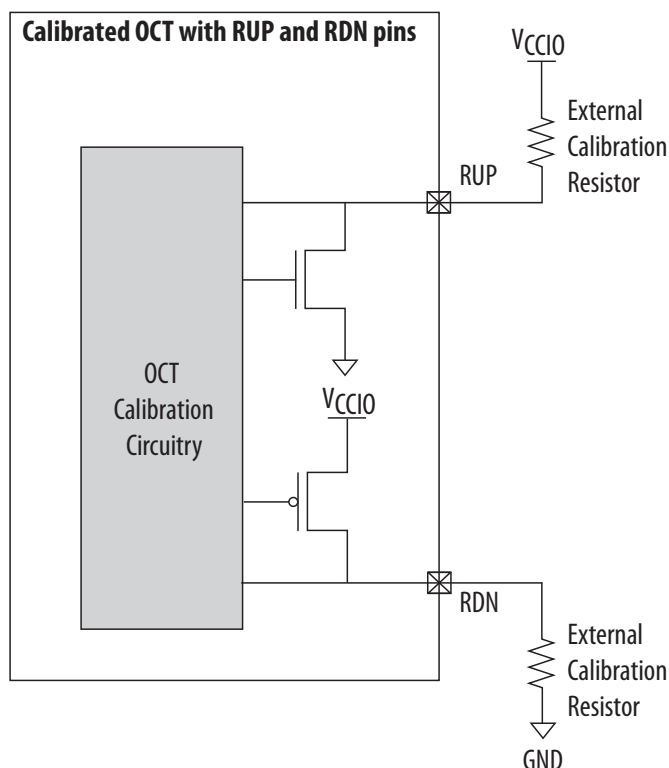 Calibrated OCT with RUP and RDN pins
VCCIO
External
Calibration
Resistor
RUP
OCT
Calibration
Circuitry
VCCIO
RDN
External
Calibration
Resistor
GND